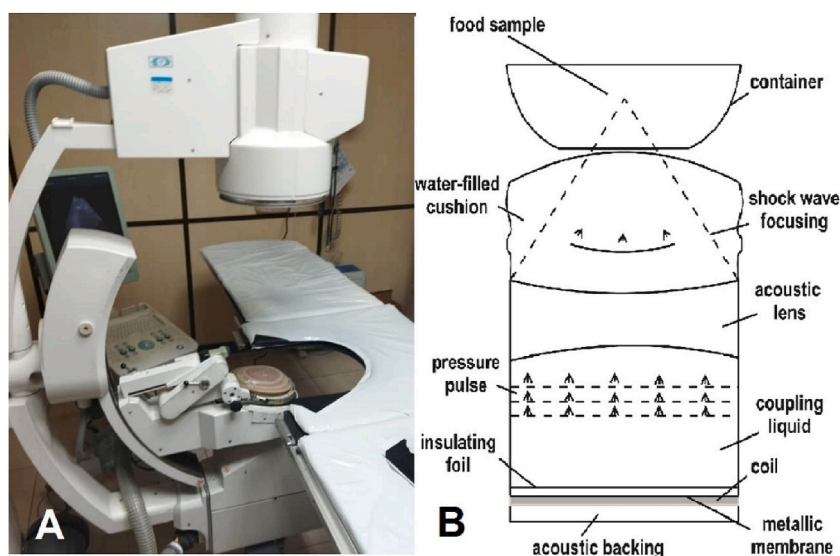 A
B
food sample
container
water-filled
cushion
shock wave
focusing
acoustic
lens
pressure
pulse
coupling
liquid
insulating
foil
coil
metallic
membrane
acoustic backing